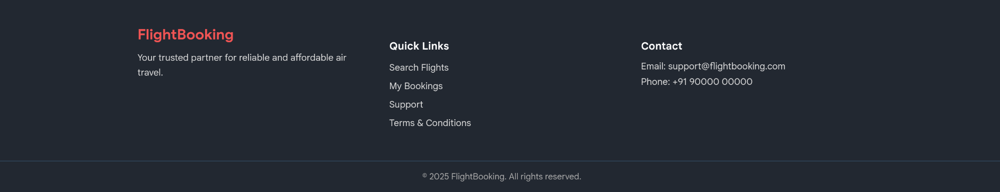 FlightBooking
Your trusted partner for reliable and affordable air
travel.
Quick Links
Search Flights
My Bookings
Support
Terms & Conditions
Contact
Email: support@flightbooking.com
Phone: +91 90000 00000
© 2025 FlightBooking. All rights reserved.